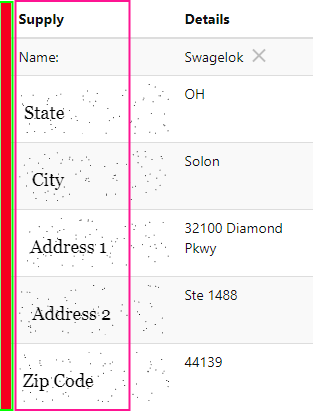 Supply Details
Name: Swagelok ×
State OH
City Solon
Address 1 32100 Diamond
Pkwy
Address 2 Ste 1488
Zip Code 44139